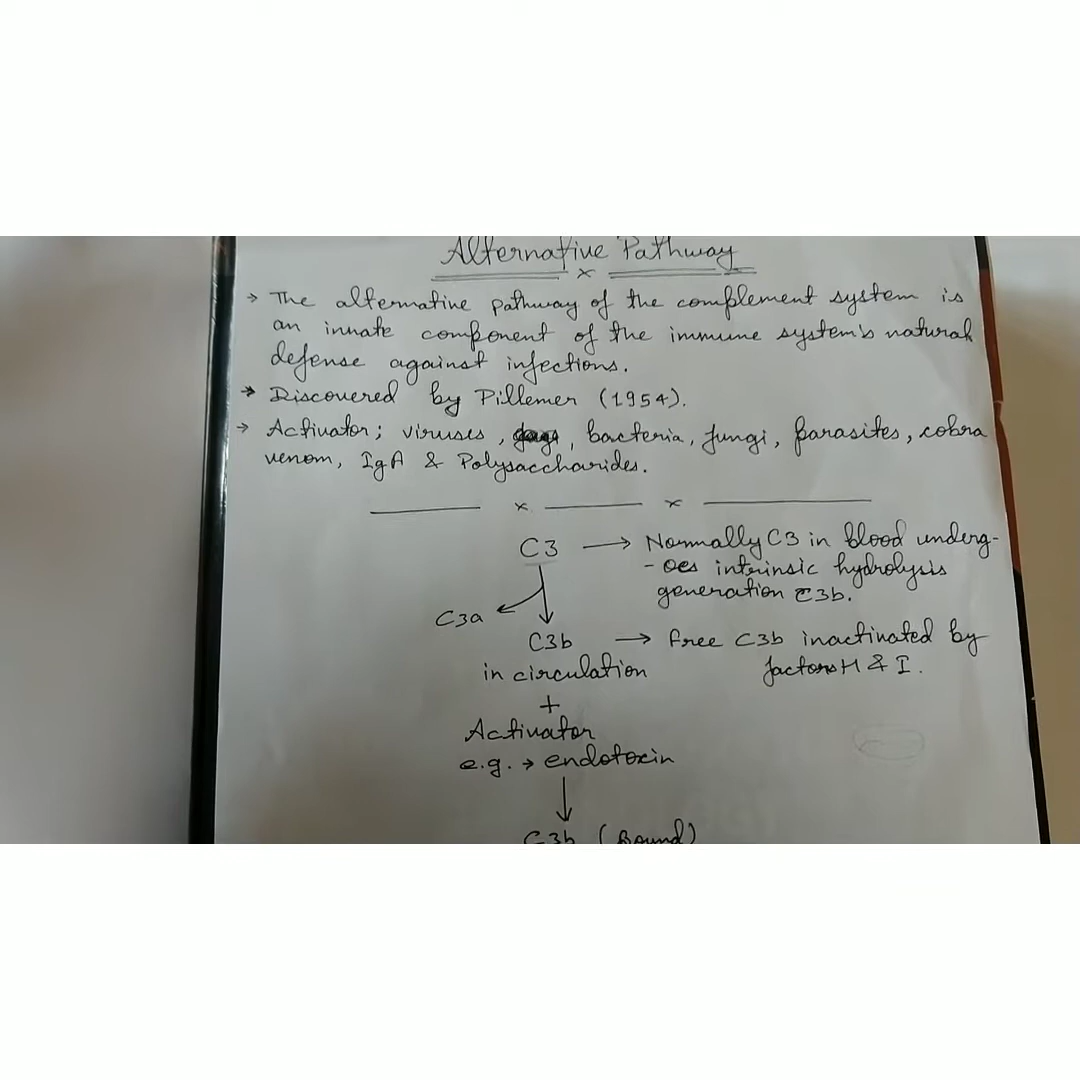 Alternative Pathway
x
→ The alternative pathway of the complement system is
an innate component of the immune system's natural
defense against infections.
→ Discovered by Pillemer (1954).
→ Activator; viruses, , bacteria, fungi, parasites, cobra
venom, IgA & Polysaccharides.
x x
C3 → Normally C3 in blood underg-
- oes intrinsic hydrolysis
generation C3b.
C3a
C3b → free C3b inactivated by
factors H & I.
in circulation
+
Activator
e.g. → endotoxin
C3b (Bound)